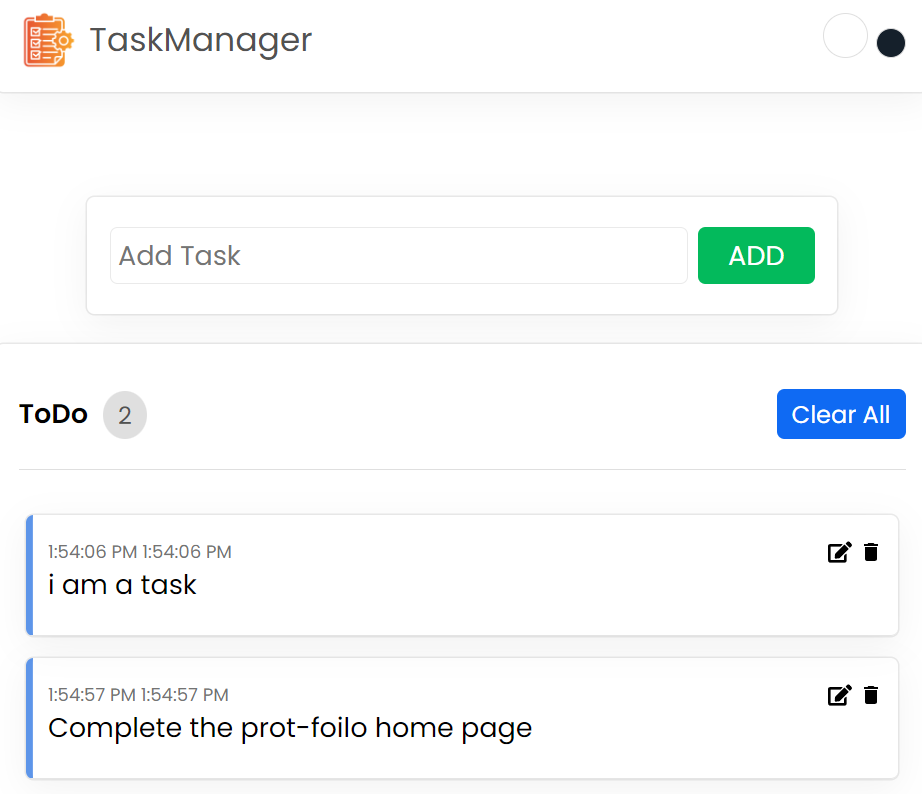 TaskManager
Add Task
ADD
ToDo 2
Clear All
1:54:06 PM 1:54:06 PM
i am a task
1:54:57 PM 1:54:57 PM
Complete the prot-foilo home page